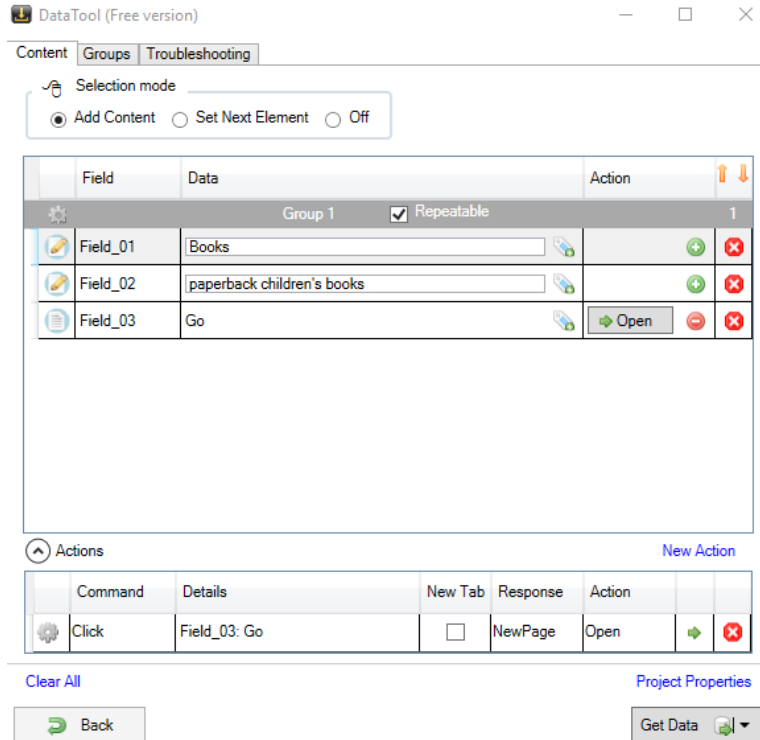 DataTool (Free version)
Content Groups Troubleshooting
Selection mode
Add Content Set Next Element Off
Field Data Action
Group 1 Repeatable 1
Field_01 Books
Field_02 paperback children's books
Field_03 Go Open
Actions New Action
Command Details New Tab Response Action
Click Field_03: Go NewPage Open
Clear All Project Properties
Back Get Data